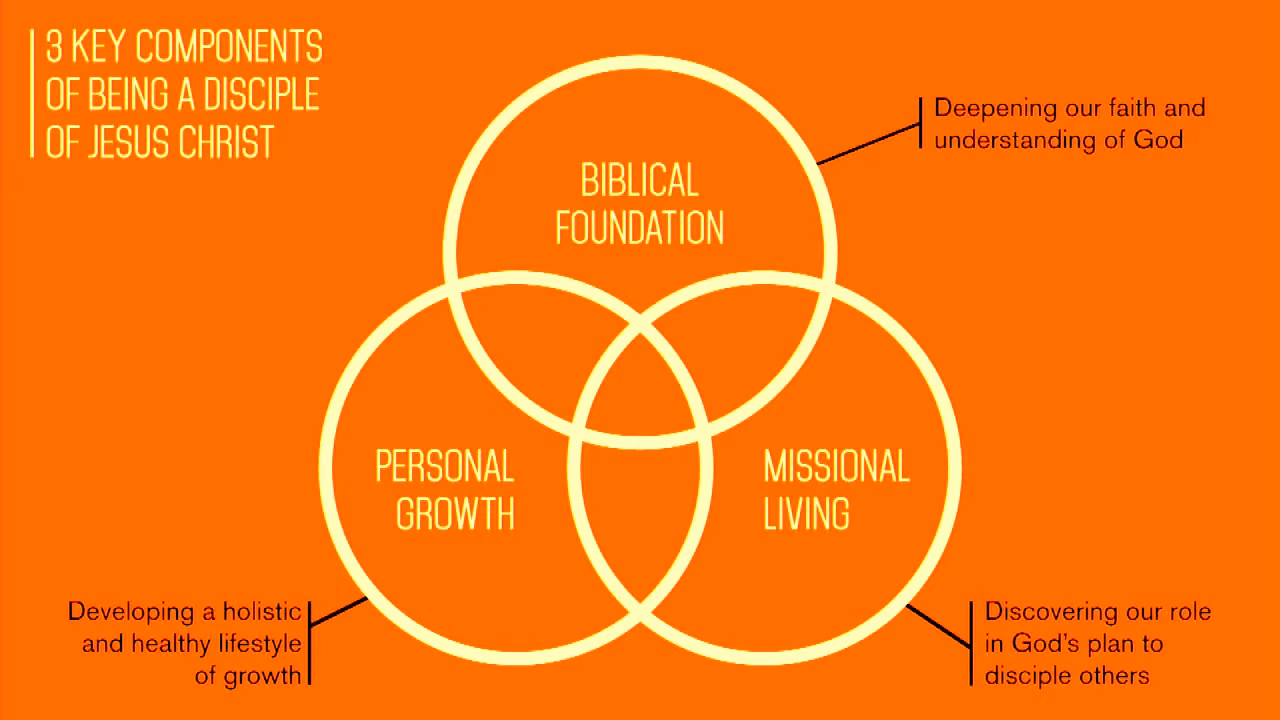 3 KEY COMPONENTS
OF BEING A DISCIPLE
OF JESUS CHRIST
Deepening our faith and
understanding of God
BIBLICAL
FOUNDATION
PERSONAL
GROWTH
MISSIONAL
LIVING
Developing a holistic
and healthy lifestyle
of growth
Discovering our role
in God's plan to
disciple others